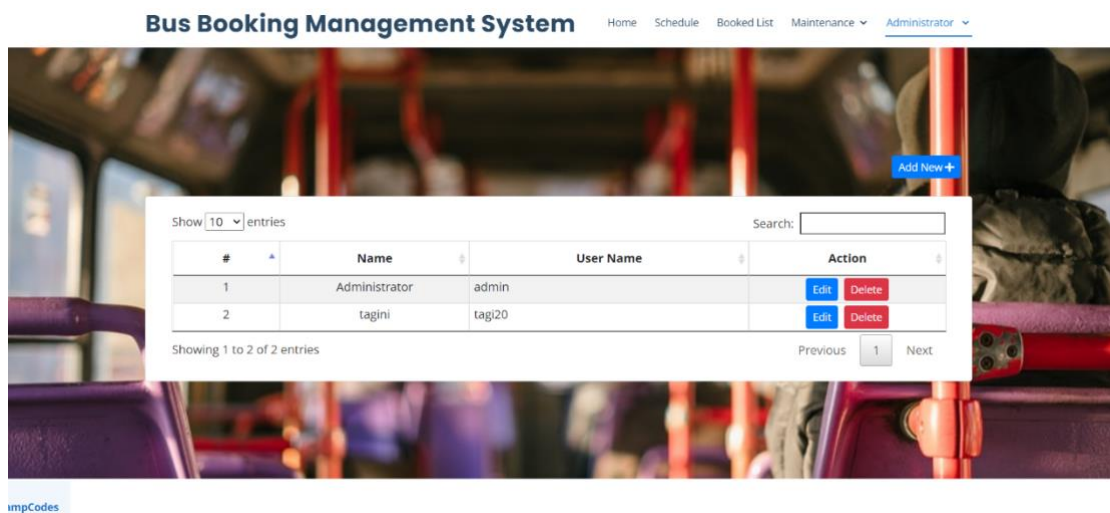 Bus Booking Management System Home Schedule Booked List Maintenance Administrator
Add New +
Show 10 entries Search:
# Name User Name Action
1 Administrator admin Edit Delete
2 tagini tagi20 Edit Delete
Showing 1 to 2 of 2 entries Previous 1 Next
ampCodes